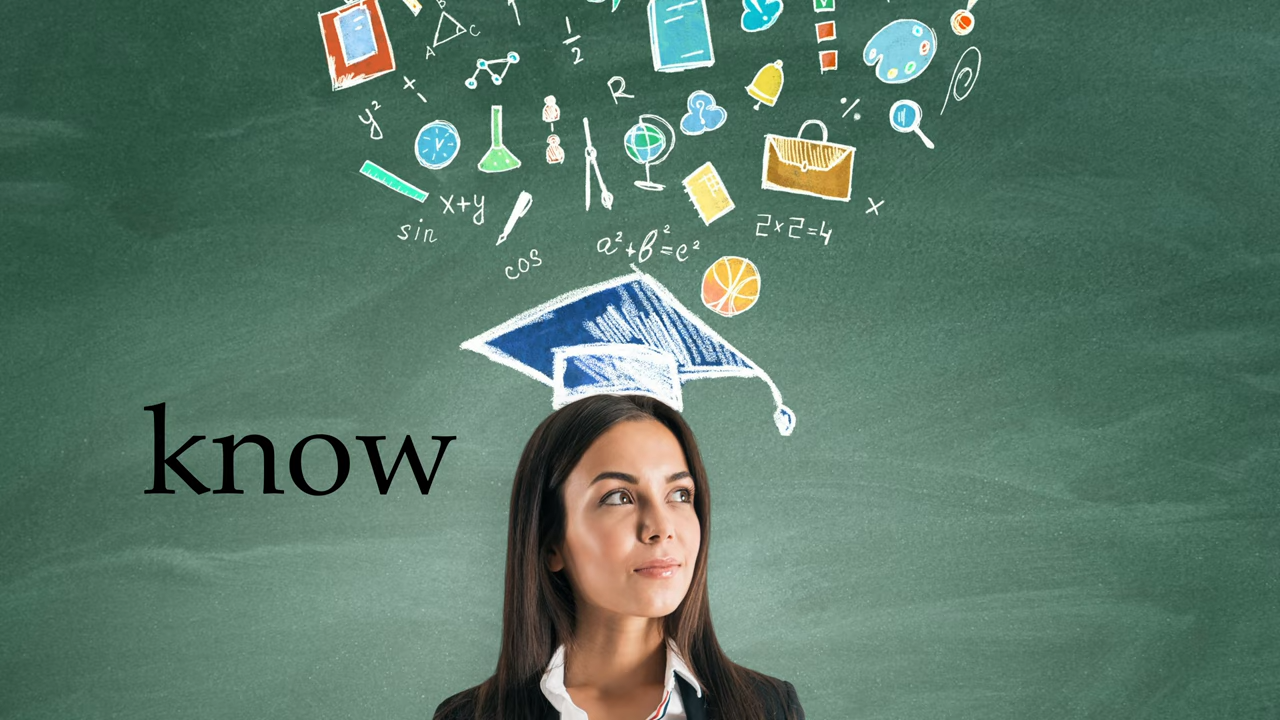 B
A C
1/2
R
y²
+
-
%
x+y
x
sin
2×2=4
cos
a²+b²=c²
know